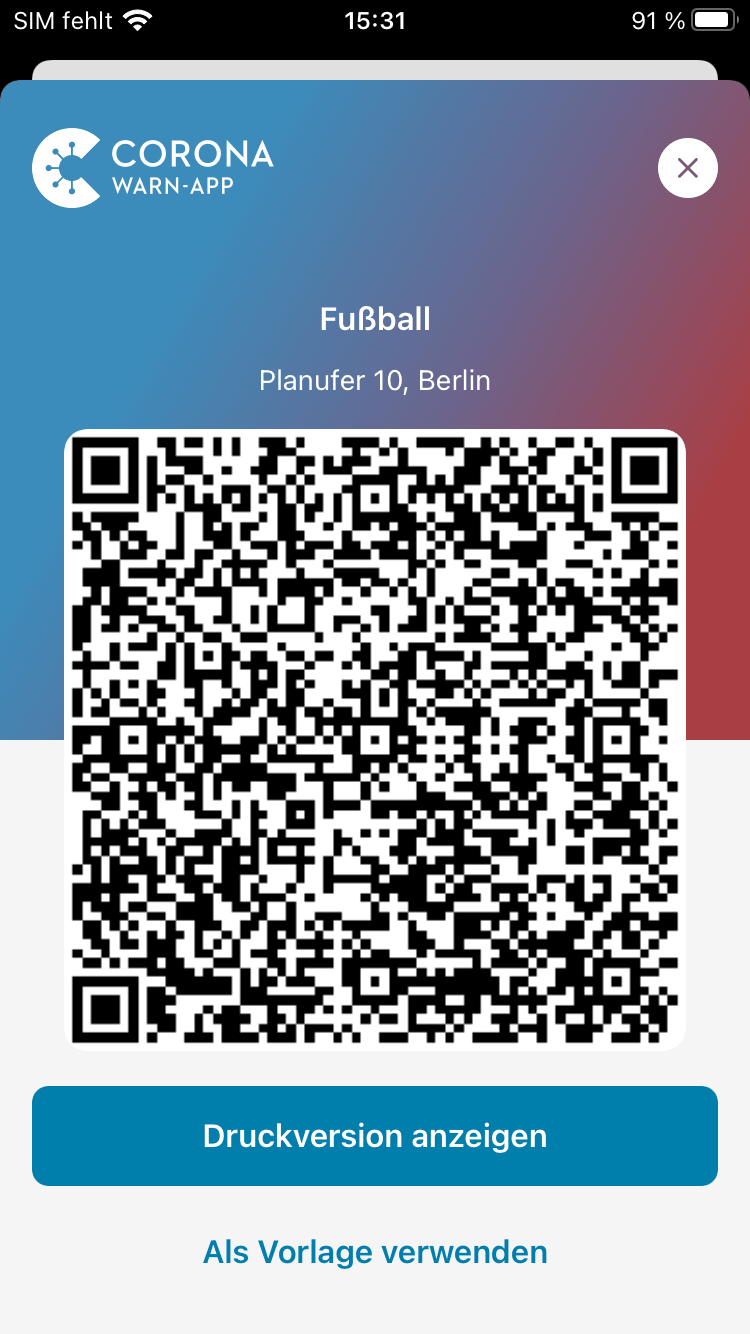 SIM fehlt 15:31 91 %
CORONA
WARN-APP
Fußball
Planufer 10, Berlin
Druckversion anzeigen
Als Vorlage verwenden